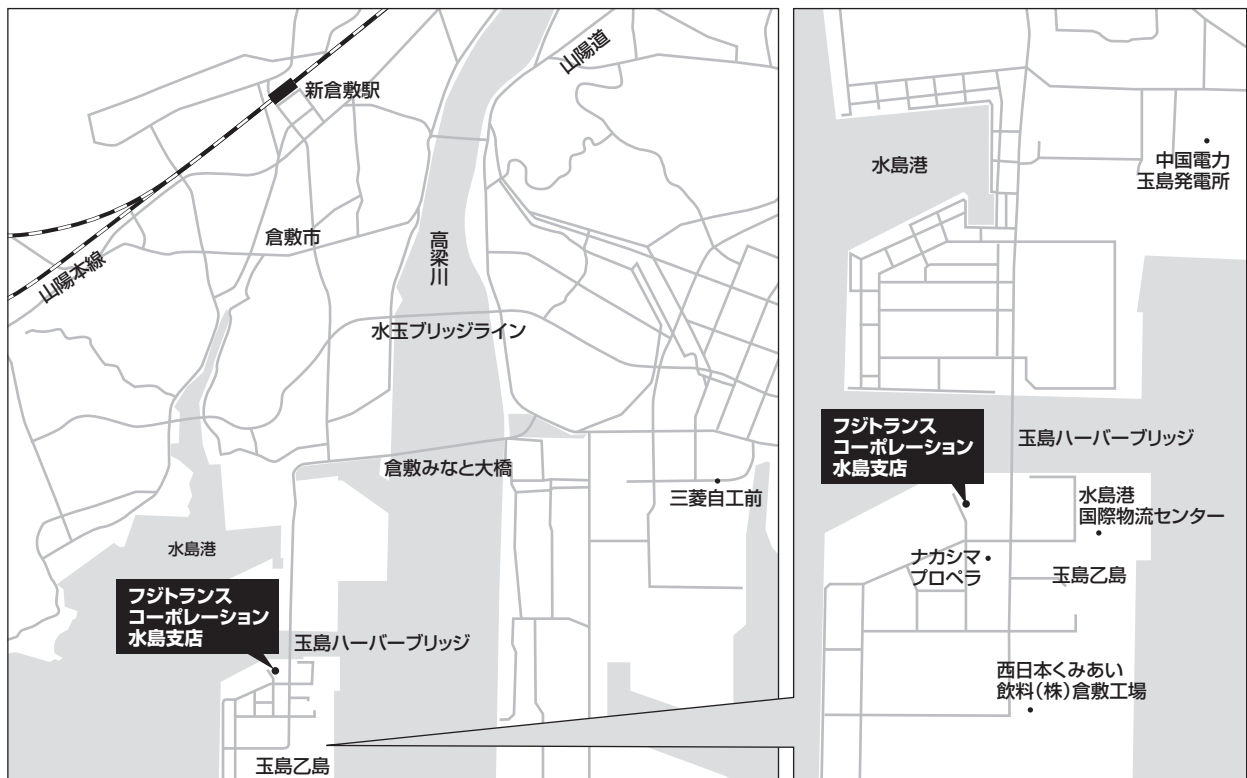 山陽道
新倉敷駅
倉敷市
高梁川
山陽本線
水玉ブリッジライン
倉敷みなと大橋
三菱自工前
水島港
フジトランス
コーポレーション
水島支店
玉島ハーバーブリッジ
玉島乙島
水島港
中国電力
玉島発電所
フジトランス
コーポレーション
水島支店
玉島ハーバーブリッジ
水島港
国際物流センター
ナカシマ
プロペラ
玉島乙島
西日本くみあい
飲料(株)倉敷工場